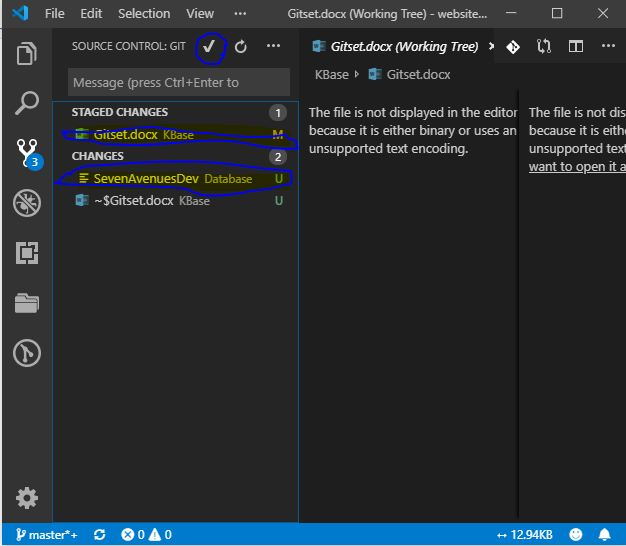 File Edit Selection View ··· Gitset.docx (Working Tree) - website...
SOURCE CONTROL: GIT
Gitset.docx (Working Tree)
KBase Gitset.docx
Message (press Ctrl+Enter to
STAGED CHANGES 1
Gitset.docx KBase M
CHANGES 2
SevenAvenuesDev Database U
~$Gitset.docx KBase U
3
The file is not displayed in the editor
because it is either binary or uses an
unsupported text encoding.
The file is not dis
because it is eithe
unsupported text
want to open it a
master*+ 0 0 12.94KB